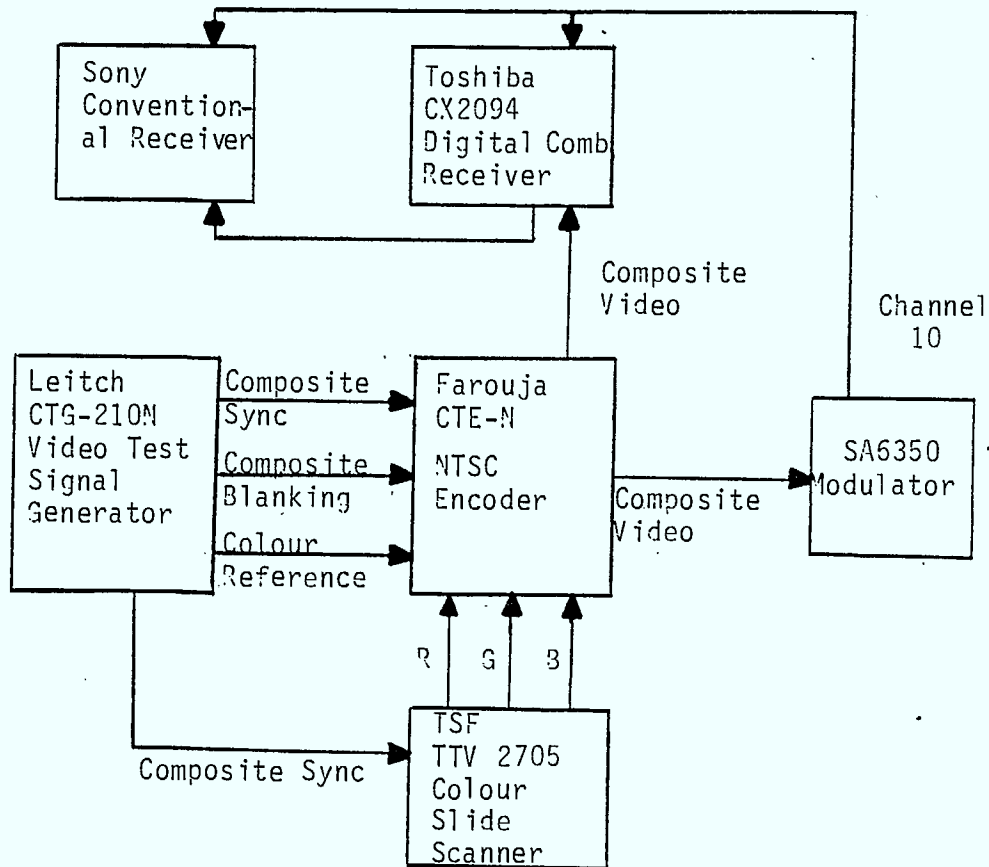 Sony
Convention-
al Receiver
Toshiba
CX2094
Digital Comb
Receiver
Composite
Video
Channel
10
Leitch
CTG-210N
Video Test
Signal
Generator
Composite
Sync
Composite
Blanking
Colour
Reference
Farouja
CTE-N
NTSC
Encoder
Composite
Video
SA6350
Modulator
R G B
Composite Sync
TSF
TTV 2705
Colour
Slide
Scanner